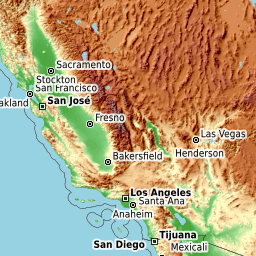 Sacramento
Stockton
San Francisco
akland
San José
Fresno
Las Vegas
Henderson
Bakersfield
Los Angeles
Santa Ana
Anaheim
Tijuana
San Diego
Mexicali